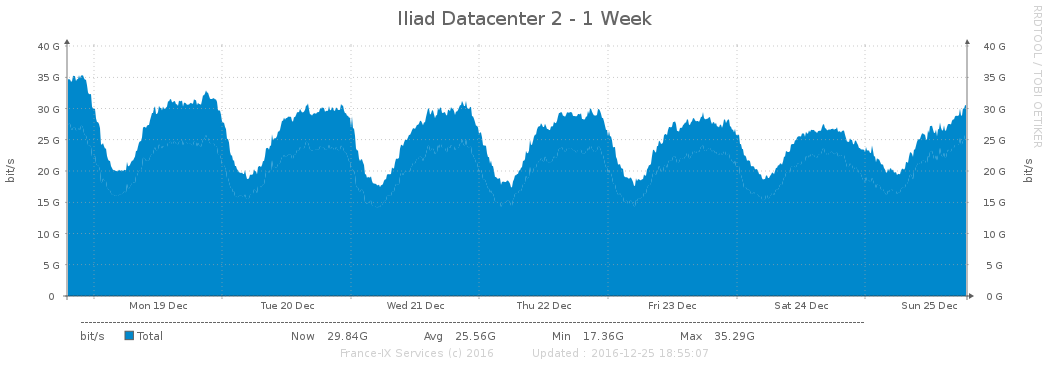 Iliad Datacenter 2 - 1 Week
RRDTOOL / TOBI OETIKER
40 G 40 G
35 G 35 G
30 G 30 G
25 G 25 G
20 G 20 G
15 G 15 G
10 G 10 G
5 G 5 G
0 0 G
bit/s bit/s
Mon 19 Dec Tue 20 Dec Wed 21 Dec Thu 22 Dec Fri 23 Dec Sat 24 Dec Sun 25 Dec
bit/s Total Now 29.84G Avg 25.56G Min 17.36G Max 35.29G
France-IX Services (c) 2016 Updated : 2016-12-25 18:55:07